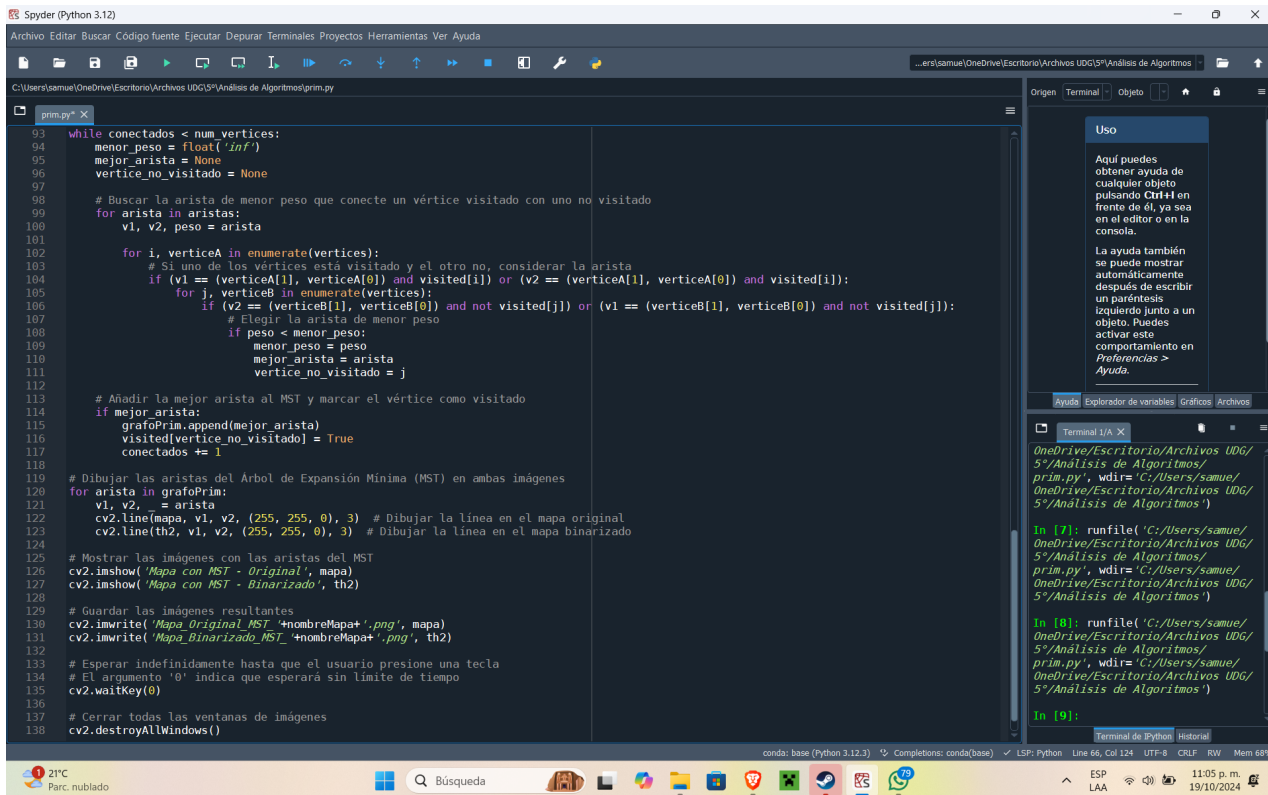 Spyder (Python 3.12)
Archivo Editar Buscar Código fuente Ejecutar Depurar Terminales Proyectos Herramientas Ver Ayuda
...ers\samue\OneDrive\Escritorio\Archivos UDG\5º\Análisis de Algoritmos
C:\Users\samue\OneDrive\Escritorio\Archivos UDG\5º\Análisis de Algoritmos\prim.py
prim.py*
93 while conectados < num_vertices:
94     menor_peso = float('inf')
95     mejor_arista = None
96     vertice_no_visitado = None
97
98     # Buscar la arista de menor peso que conecte un vértice visitado con uno no visitado
99     for arista in aristas:
100         v1, v2, peso = arista
101
102         for i, verticeA in enumerate(vertices):
103             # Si uno de los vértices está visitado y el otro no, considerar la arista
104             if (v1 == (verticeA[1], verticeA[0]) and visited[i]) or (v2 == (verticeA[1], verticeA[0]) and visited[i]):
105                 for j, verticeB in enumerate(vertices):
106                     if (v2 == (verticeB[1], verticeB[0]) and not visited[j]) or (v1 == (verticeB[1], verticeB[0]) and not visited[j]):
107                         # Elegir la arista de menor peso
108                         if peso < menor_peso:
109                             menor_peso = peso
110                             mejor_arista = arista
111                             vertice_no_visitado = j
112
113     # Añadir la mejor arista al MST y marcar el vértice como visitado
114     if mejor_arista:
115         grafoPrim.append(mejor_arista)
116         visited[vertice_no_visitado] = True
117         conectados += 1
118
119 # Dibujar las aristas del Árbol de Expansión Mínima (MST) en ambas imágenes
120 for arista in grafoPrim:
121     v1, v2, _ = arista
122     cv2.line(mapa, v1, v2, (255, 255, 0), 3)  # Dibujar la línea en el mapa original
123     cv2.line(th2, v1, v2, (255, 255, 0), 3)  # Dibujar la línea en el mapa binarizado
124
125 # Mostrar las imágenes con las aristas del MST
126 cv2.imshow('Mapa con MST - Original', mapa)
127 cv2.imshow('Mapa con MST - Binarizado', th2)
128
129 # Guardar las imágenes resultantes
130 cv2.imwrite('Mapa_Original_MST_'+nombreMapa+'.png', mapa)
131 cv2.imwrite('Mapa_Binarizado_MST_'+nombreMapa+'.png', th2)
132
133 # Esperar indefinidamente hasta que el usuario presione una tecla
134 # El argumento '0' indica que esperará sin límite de tiempo
135 cv2.waitKey(0)
136
137 # Cerrar todas las ventanas de imágenes
138 cv2.destroyAllWindows()
Origen Terminal Objeto
Uso
Aquí puedes
obtener ayuda de
cualquier objeto
pulsando Ctrl+I en
frente de él, ya sea
en el editor o en la
consola.
La ayuda también
se puede mostrar
automáticamente
después de escribir
un paréntesis
izquierdo junto a un
objeto. Puedes
activar este
comportamiento en
Preferencias >
Ayuda.
Ayuda Explorador de variables Gráficos Archivos
Terminal 1/A
OneDrive/Escritorio/Archivos UDG/
5º/Análisis de Algoritmos/
prim.py', wdir='C:/Users/samue/
OneDrive/Escritorio/Archivos UDG/
5º/Análisis de Algoritmos')
In [7]: runfile('C:/Users/samue/
OneDrive/Escritorio/Archivos UDG/
5º/Análisis de Algoritmos/
prim.py', wdir='C:/Users/samue/
OneDrive/Escritorio/Archivos UDG/
5º/Análisis de Algoritmos')
In [8]: runfile('C:/Users/samue/
OneDrive/Escritorio/Archivos UDG/
5º/Análisis de Algoritmos/
prim.py', wdir='C:/Users/samue/
OneDrive/Escritorio/Archivos UDG/
5º/Análisis de Algoritmos')
In [9]:
Terminal de IPython Historial
conda: base (Python 3.12.3) Completions: conda(base) LSP: Python Line 66, Col 124 UTF-8 CRLF RW Mem 68%
1
21°C
Parc. nublado
Búsqueda
79
ESP
LAA
11:05 p. m.
19/10/2024